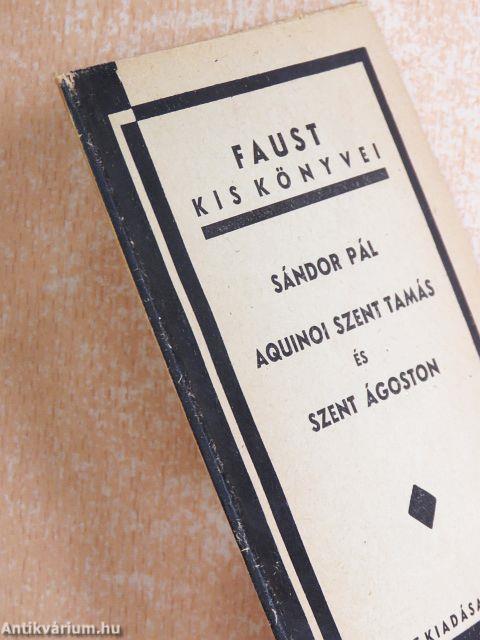 FAUST
KIS KÖNYVEI
SÁNDOR PÁL
AQUINOI SZENT TAMÁS
ÉS
SZENT ÁGOSTON
KIADÁSA
Antikvárium.hu